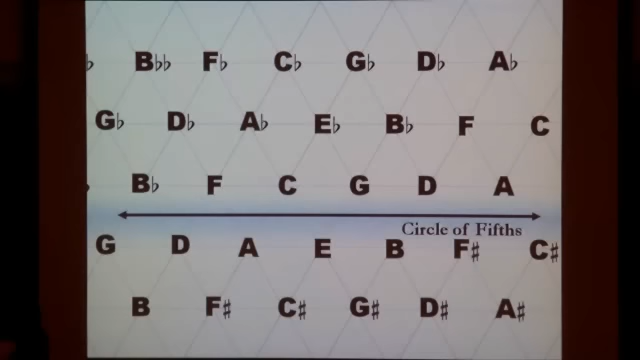 ♭ B♭♭ F♭ C♭ G♭ D♭ A♭
G♭ D♭ A♭ E♭ B♭ F C
♭ B♭ F C G D A
Circle of Fifths
G D A E B F♯ C♯
B F♯ C♯ G♯ D♯ A♯